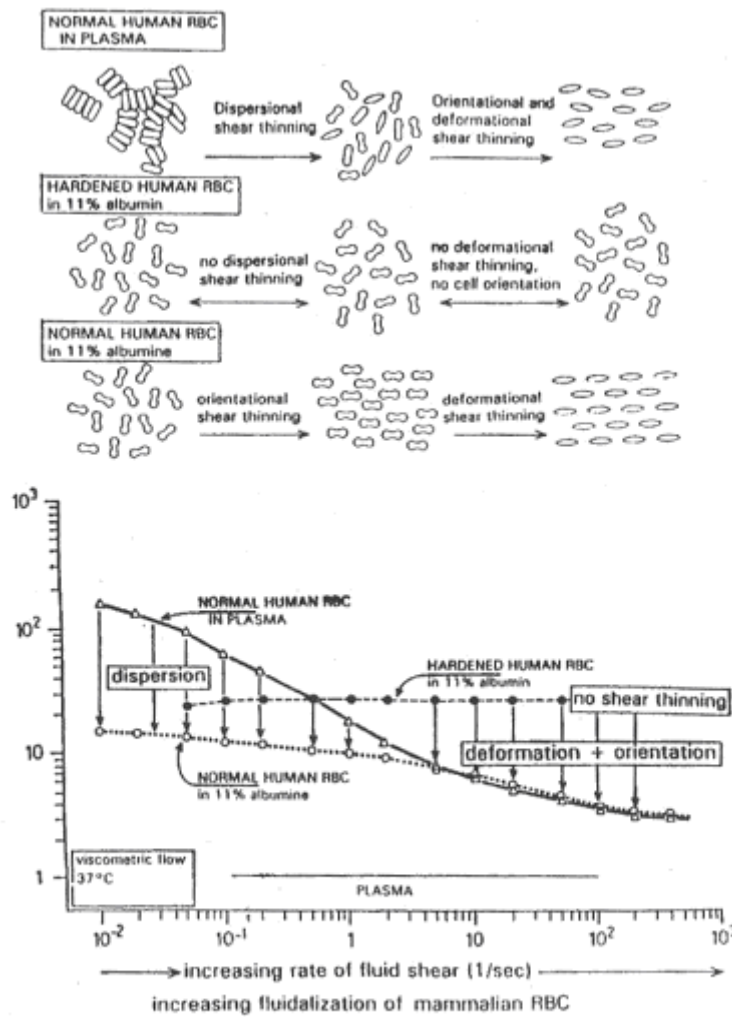 NORMAL HUMAN RBC
IN PLASMA
Dispersional
shear thinning
Orientational and
deformational
shear thinning
HARDENED HUMAN RBC
in 11% albumin
no dispersional
shear thinning
no deformational
shear thinning,
no cell orientation
NORMAL HUMAN RBC
in 11% albumine
orientational
shear thinning
deformational
shear thinning
10³
10²
10
1
NORMAL HUMAN RBC
IN PLASMA
dispersion
HARDENED HUMAN RBC
in 11% albumin
no shear thinning
deformation + orientation
NORMAL HUMAN RBC
in 11% albumine
viscometric flow
37°C
PLASMA
10⁻² 10⁻¹ 1 10 10² 10³
increasing rate of fluid shear (1/sec)
increasing fluidalization of mammalian RBC